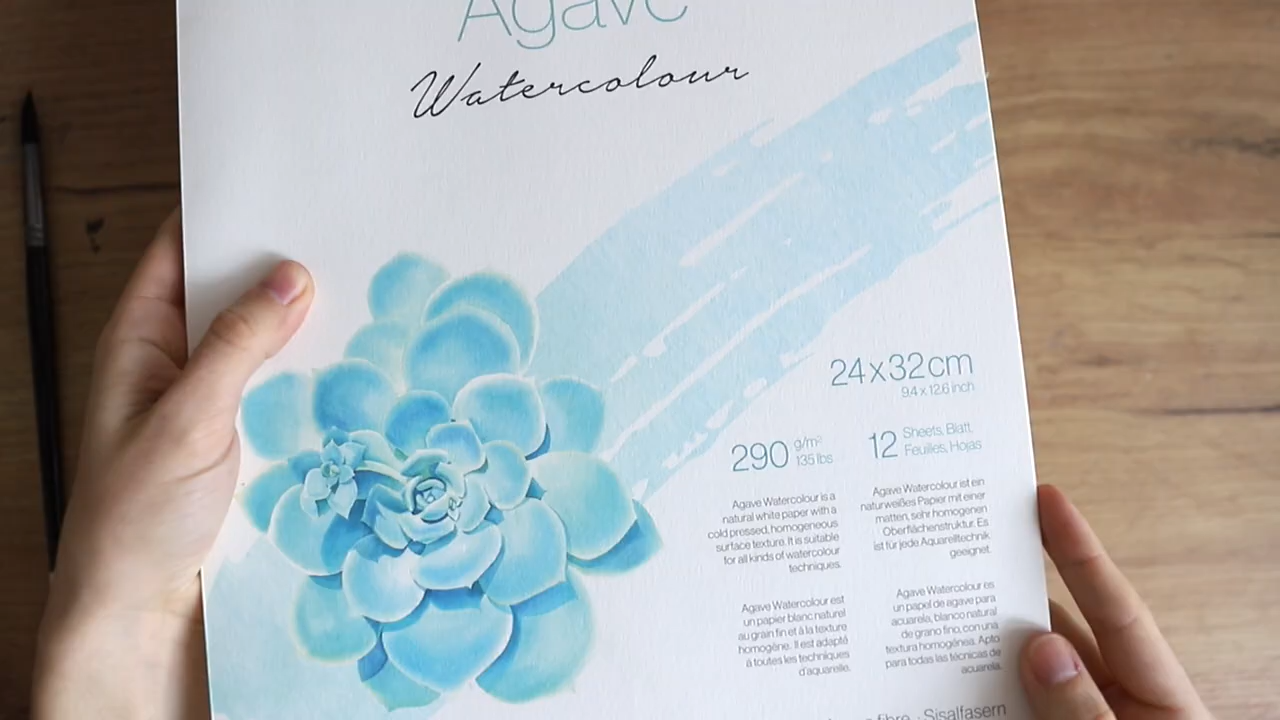 Agave
Watercolour
24x32cm
9.4 x 12.6 inch
290 g/m²
135 lbs
12 Sheets, Blatt,
Feuilles, Hojas
Agave Watercolour is a
natural white paper with a
cold pressed, homogeneous
surface texture. It is suitable
for all kinds of watercolour
techniques.
Agave Watercolour ist ein
naturweißes Papier mit einer
matten, sehr homogenen
Oberflächenstruktur. Es
ist für jede Aquarelltechnik
geeignet.
Agave Watercolour est
un papier blanc naturel
au grain fin et à la texture
homogène. Il est adapté
à toutes les techniques
d'aquarelle.
Agave Watercolour es
un papel de agave para
acuarela, blanco natural
de grano fino, con una
textura homogénea. Apto
para todas las técnicas de
acuarela.
fibre · Sisalfasern